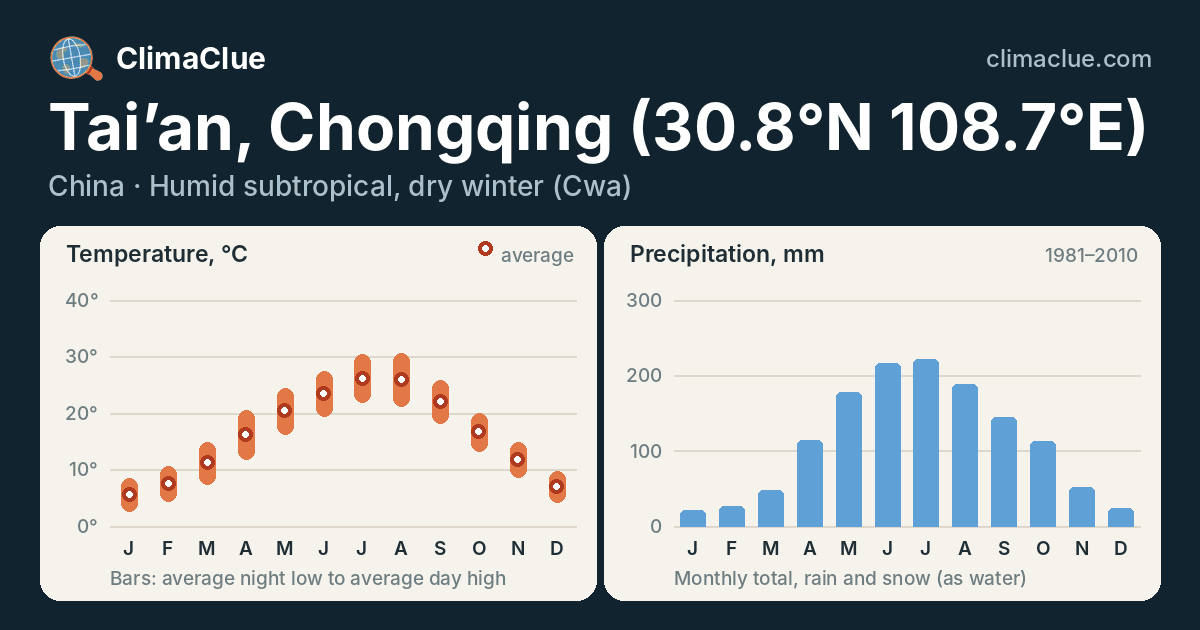 ClimaClue
climaclue.com
Tai’an, Chongqing (30.8°N 108.7°E)
China · Humid subtropical, dry winter (Cwa)
Temperature, °C
average
40°
30°
20°
10°
0°
J F M A M J J A S O N D
Bars: average night low to average day high
Precipitation, mm
1981–2010
300
200
100
0
J F M A M J J A S O N D
Monthly total, rain and snow (as water)